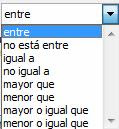 entre
entre
no está entre
igual a
no igual a
mayor que
menor que
mayor o igual que
menor o igual que